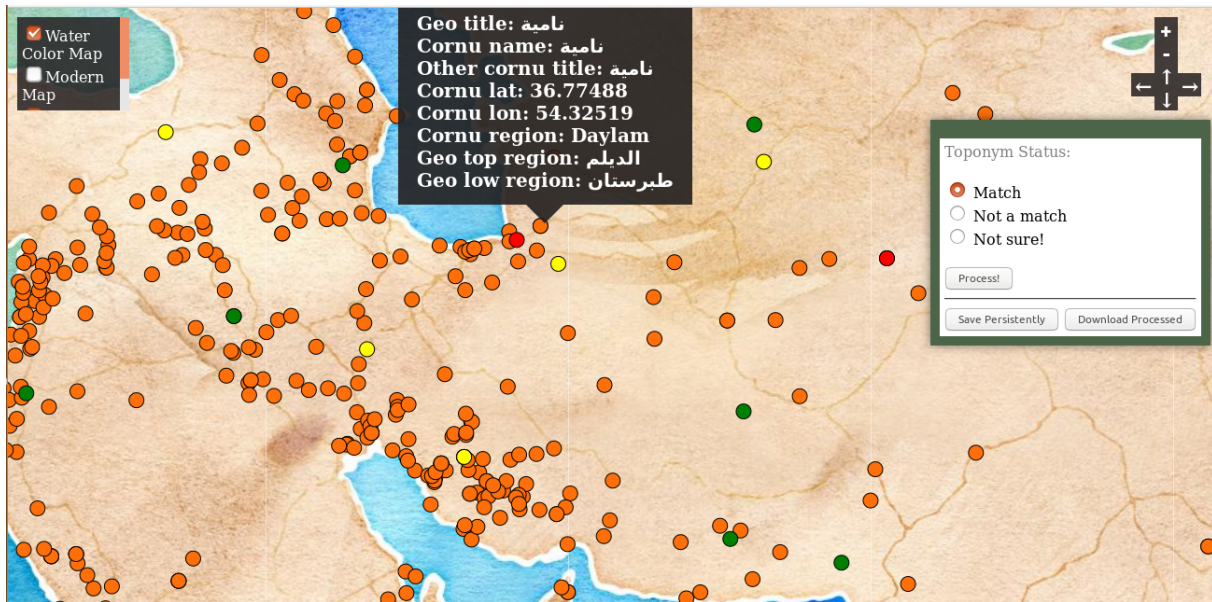 Water
Color Map
Modern
Map
Geo title: نامية
Cornu name: نامية
Other cornu title: نامية
Cornu lat: 36.77488
Cornu lon: 54.32519
Cornu region: Daylam
Geo top region: الديلم
Geo low region: طبرستان
+
-
Toponym Status:
Match
Not a match
Not sure!
Process!
Save Persistently Download Processed